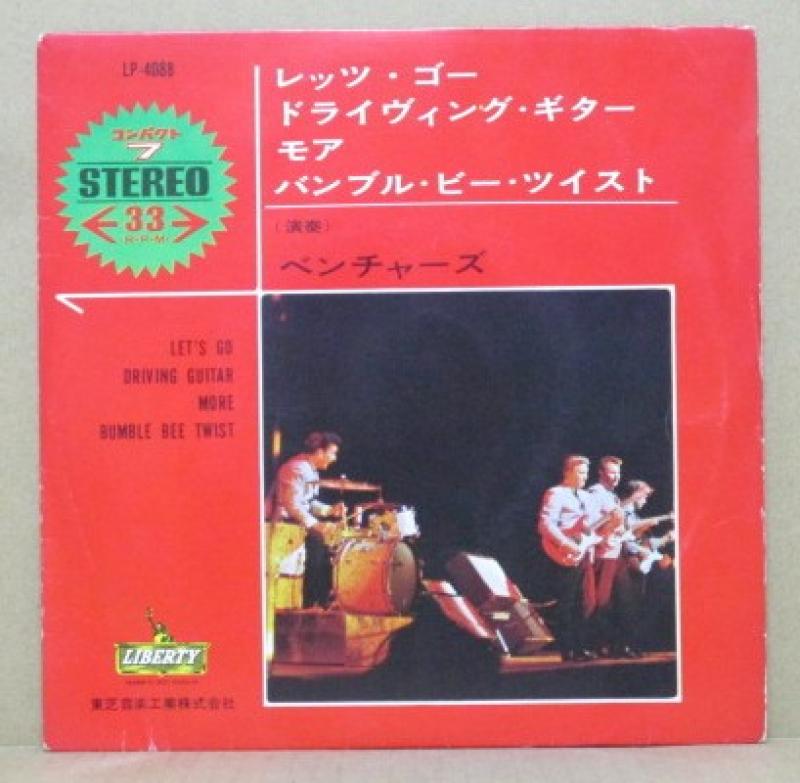 LP-4088
コンパクト
7
STEREO
33
R·P·M
レッツ・ゴー
ドライヴィング・ギター
モア
バンブル・ビー・ツイスト
(演奏)
ベンチャーズ
LET'S GO
DRIVING GUITAR
MORE
BUMBLE BEE TWIST
LIBERTY
東芝音楽工業株式会社